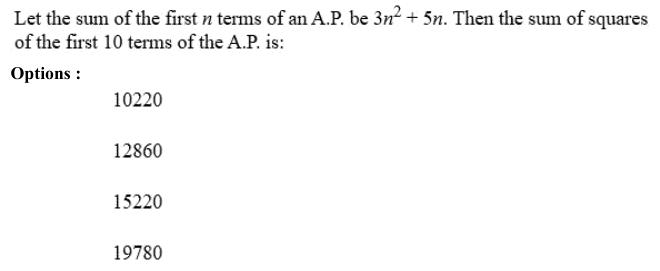 Let the sum of the first n terms of an A.P. be 3n² + 5n. Then the sum of squares
of the first 10 terms of the A.P. is:
Options :
10220
12860
15220
19780